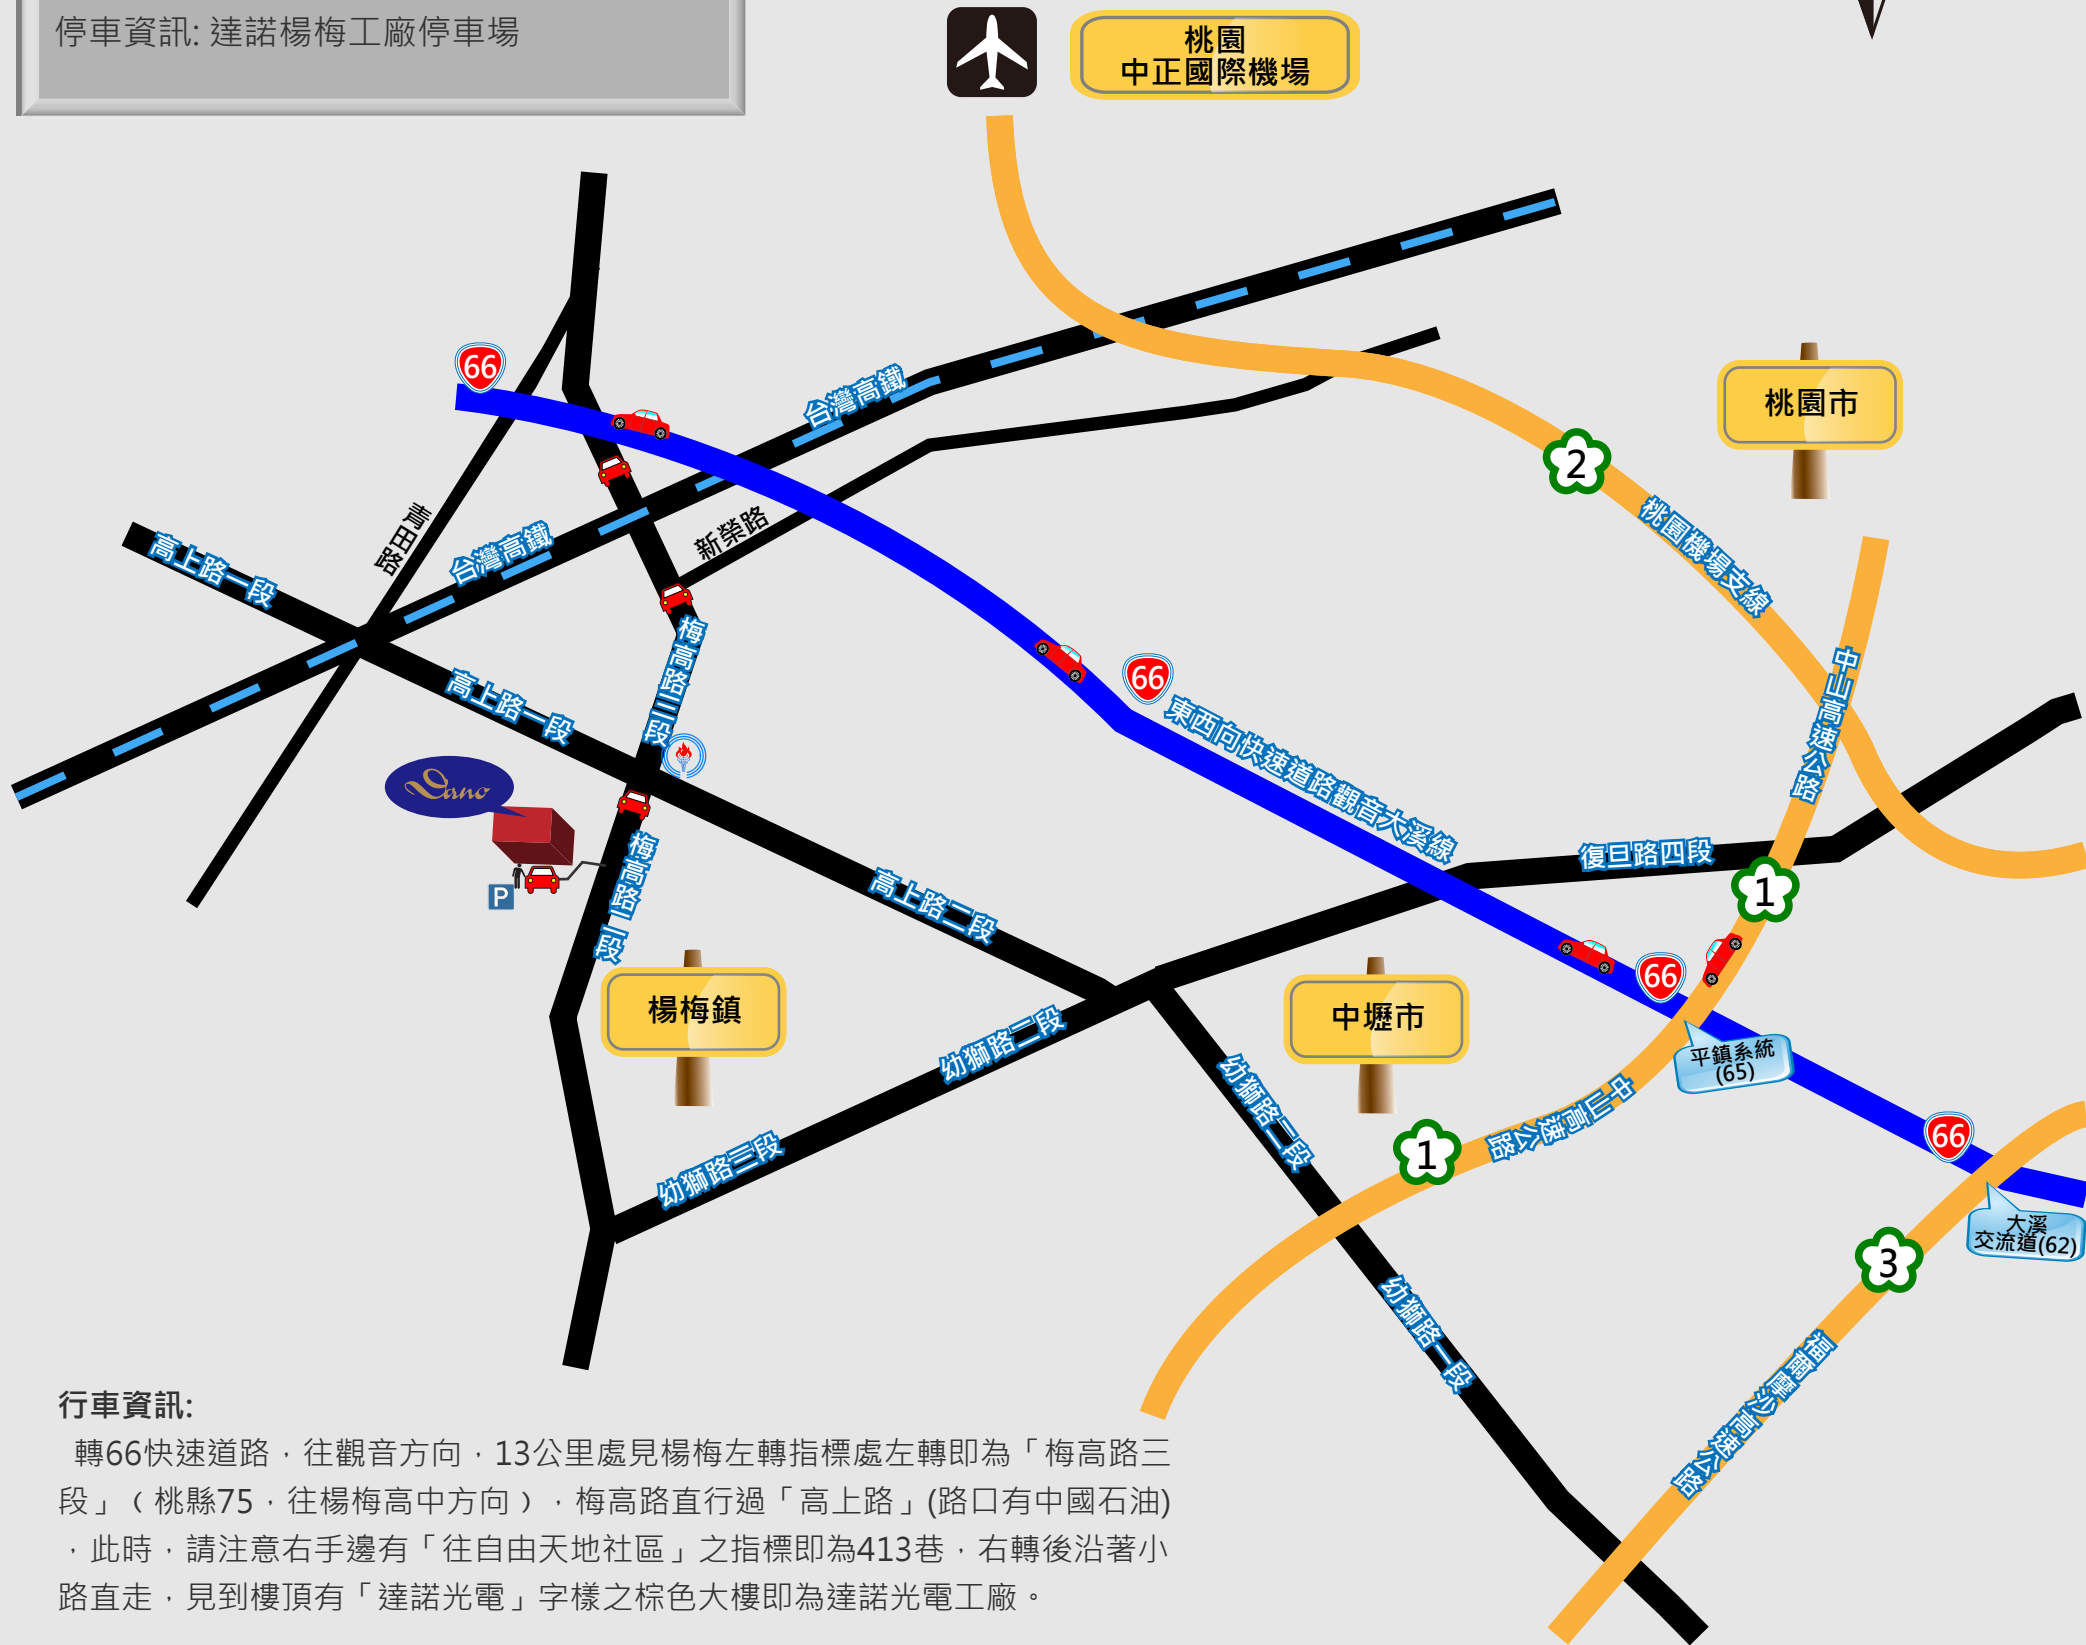 停車資訊: 達諾楊梅工廠停車場
桃園
中正國際機場
66
台灣高鐵
桃園市
2
桃園機場支線
青田路
台灣高鐵
新榮路
高上路一段
梅高路三段
高上路一段
66
東西向快速道路觀音大溪線
中山高速公路
Dano
P
梅高路二段
高上路二段
復旦路四段
1
66
楊梅鎮
中壢市
幼獅路二段
幼獅路二段
平鎮系統
(65)
中山高速公路
1
66
幼獅路三段
大溪
交流道(62)
3
幼獅路一段
福爾摩沙高速公路
行車資訊:
轉66快速道路，往觀音方向，13公里處見楊梅左轉指標處左轉即為「梅高路三
段」（桃縣75，往楊梅高中方向），梅高路直行過「高上路」(路口有中國石油)
，此時，請注意右手邊有「往自由天地社區」之指標即為413巷，右轉後沿著小
路直走，見到樓頂有「達諾光電」字樣之棕色大樓即為達諾光電工廠。